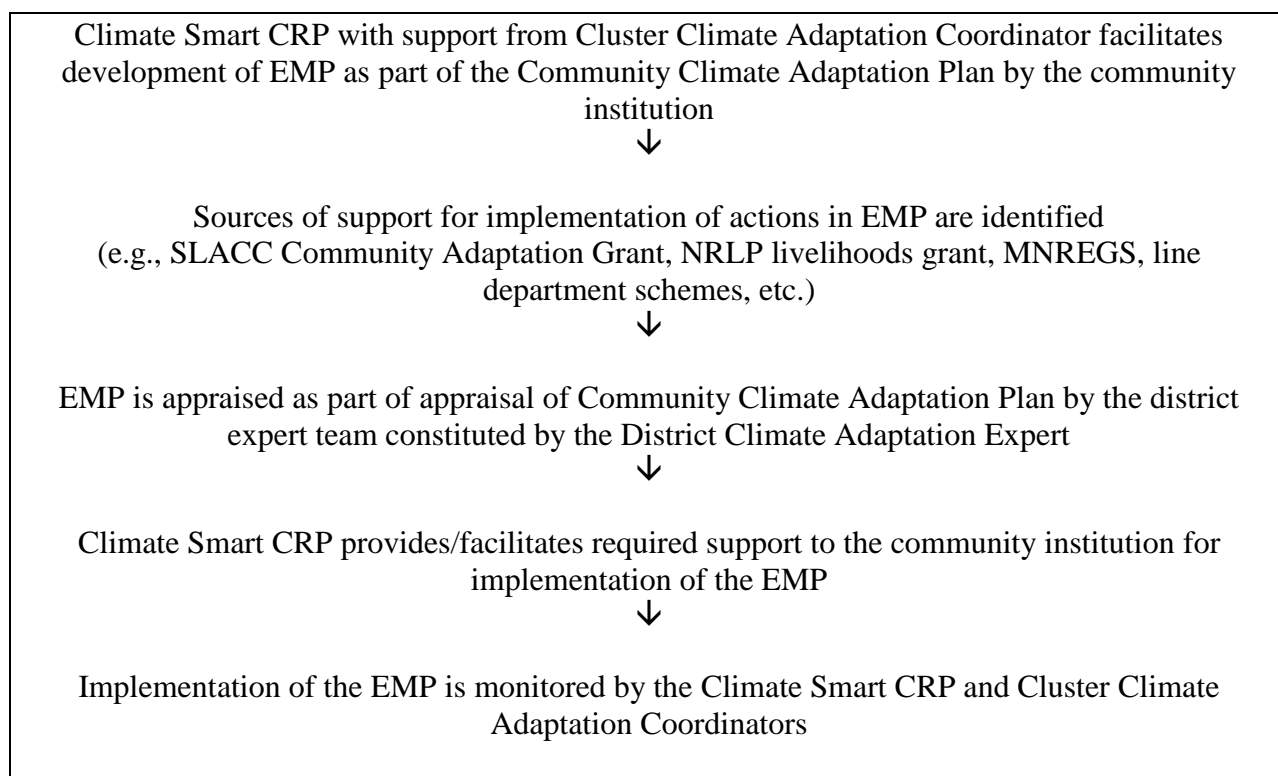 Climate Smart CRP with support from Cluster Climate Adaptation Coordinator facilitates
development of EMP as part of the Community Climate Adaptation Plan by the community
institution
↓
Sources of support for implementation of actions in EMP are identified
(e.g., SLACC Community Adaptation Grant, NRLP livelihoods grant, MNREGS, line
department schemes, etc.)
↓
EMP is appraised as part of appraisal of Community Climate Adaptation Plan by the district
expert team constituted by the District Climate Adaptation Expert
↓
Climate Smart CRP provides/facilitates required support to the community institution for
implementation of the EMP
↓
Implementation of the EMP is monitored by the Climate Smart CRP and Cluster Climate
Adaptation Coordinators